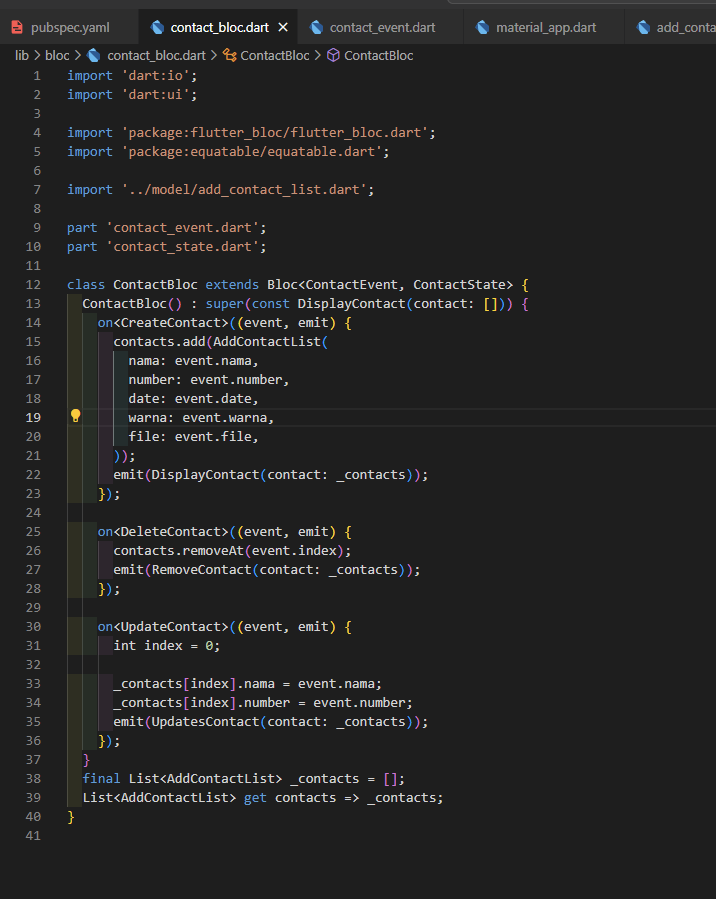 pubspec.yaml contact_bloc.dart contact_event.dart material_app.dart add_conta
lib > bloc > contact_bloc.dart > ContactBloc > ContactBloc
1 import 'dart:io';
2 import 'dart:ui';
3
4 import 'package:flutter_bloc/flutter_bloc.dart';
5 import 'package:equatable/equatable.dart';
6
7 import '../model/add_contact_list.dart';
8
9 part 'contact_event.dart';
10 part 'contact_state.dart';
11
12 class ContactBloc extends Bloc<ContactEvent, ContactState> {
13   ContactBloc() : super(const DisplayContact(contact: [])) {
14     on<CreateContact>((event, emit) {
15       contacts.add(AddContactList(
16         nama: event.nama,
17         number: event.number,
18         date: event.date,
19         warna: event.warna,
20         file: event.file,
21       ));
22       emit(DisplayContact(contact: _contacts));
23     });
24
25     on<DeleteContact>((event, emit) {
26       contacts.removeAt(event.index);
27       emit(RemoveContact(contact: _contacts));
28     });
29
30     on<UpdateContact>((event, emit) {
31       int index = 0;
32
33       _contacts[index].nama = event.nama;
34       _contacts[index].number = event.number;
35       emit(UpdatesContact(contact: _contacts));
36     });
37   }
38   final List<AddContactList> _contacts = [];
39   List<AddContactList> get contacts => _contacts;
40 }
41